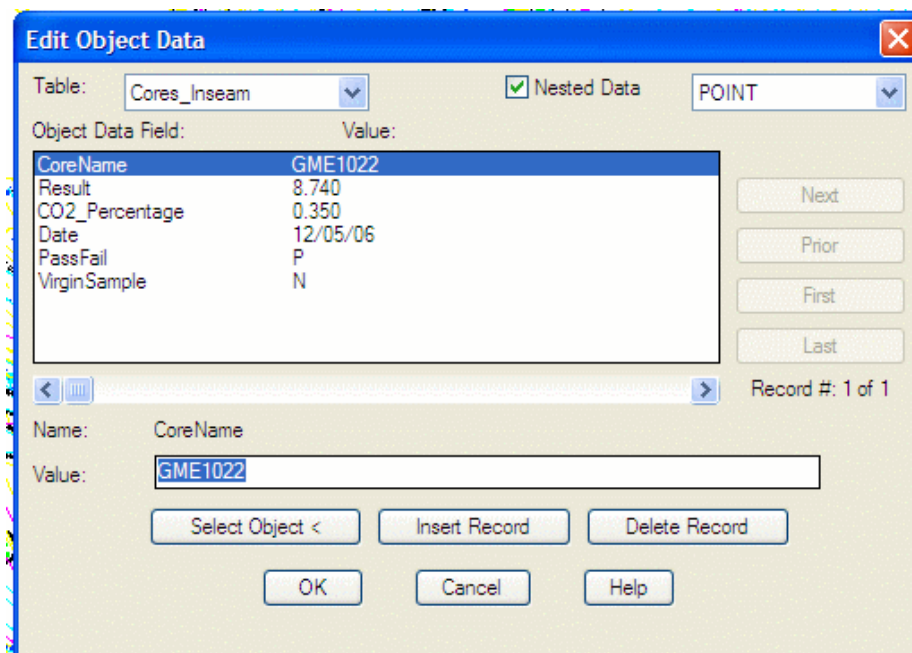 Edit Object Data
Table: Cores_Inseam Nested Data POINT
Object Data Field: Value:
CoreName GME1022
Result 8.740
CO2_Percentage 0.350
Date 12/05/06
PassFail P
VirginSample N
Next
Prior
First
Last
Record #: 1 of 1
Name: CoreName
Value: GME1022
Select Object < Insert Record Delete Record
OK Cancel Help